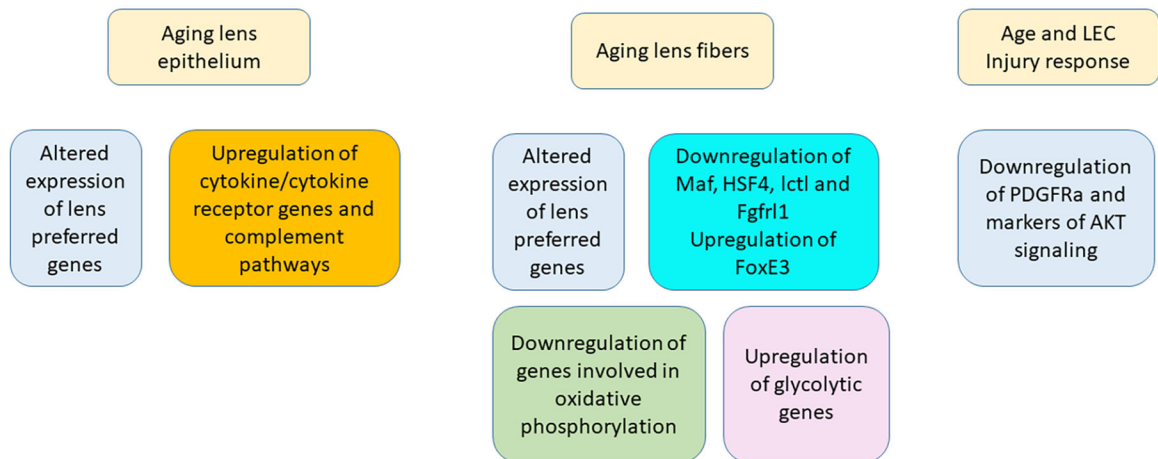 Aging lens
epithelium
Aging lens fibers
Age and LEC
Injury response
Altered
expression
of lens
preferred
genes
Upregulation of
cytokine/cytokine
receptor genes and
complement
pathways
Altered
expression
of lens
preferred
genes
Downregulation of
Maf, HSF4, lctl and
Fgfrl1
Upregulation of
FoxE3
Downregulation
of PDGFRa and
markers of AKT
signaling
Downregulation of
genes involved in
oxidative
phosphorylation
Upregulation
of glycolytic
genes